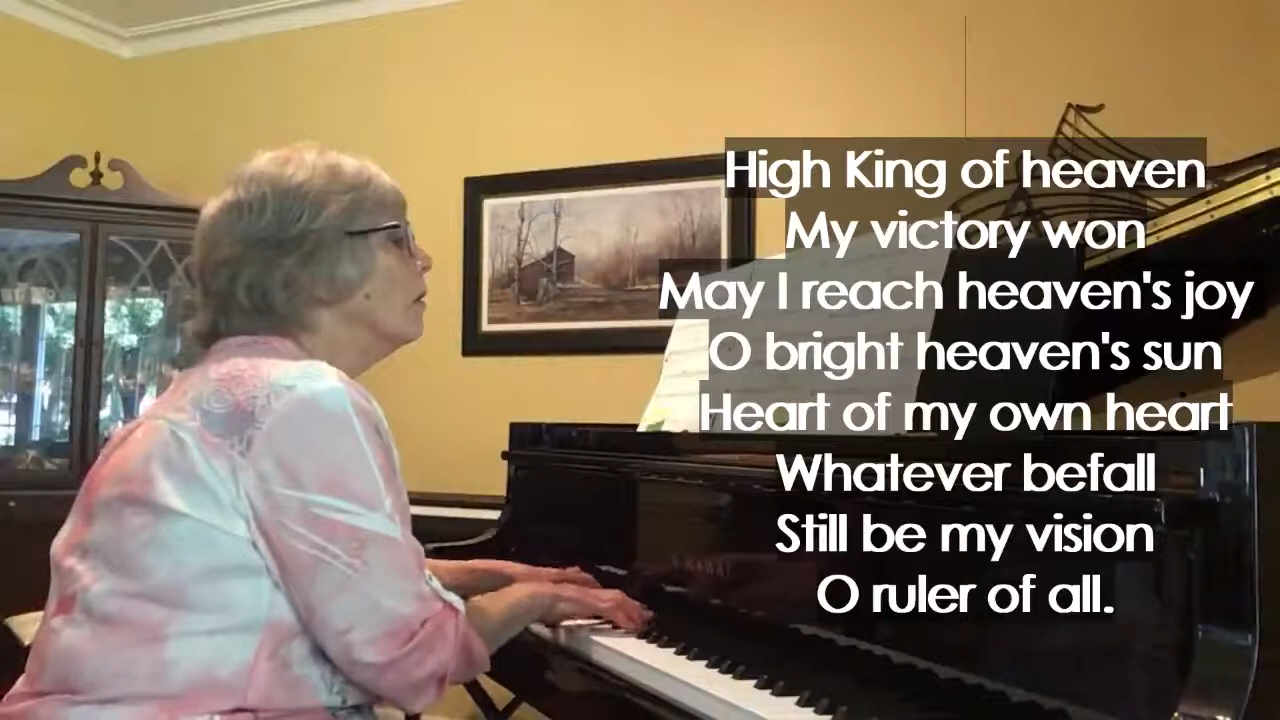 High King of heaven
My victory won
May I reach heaven's joy
O bright heaven's sun
Heart of my own heart
Whatever befall
Still be my vision
O ruler of all.